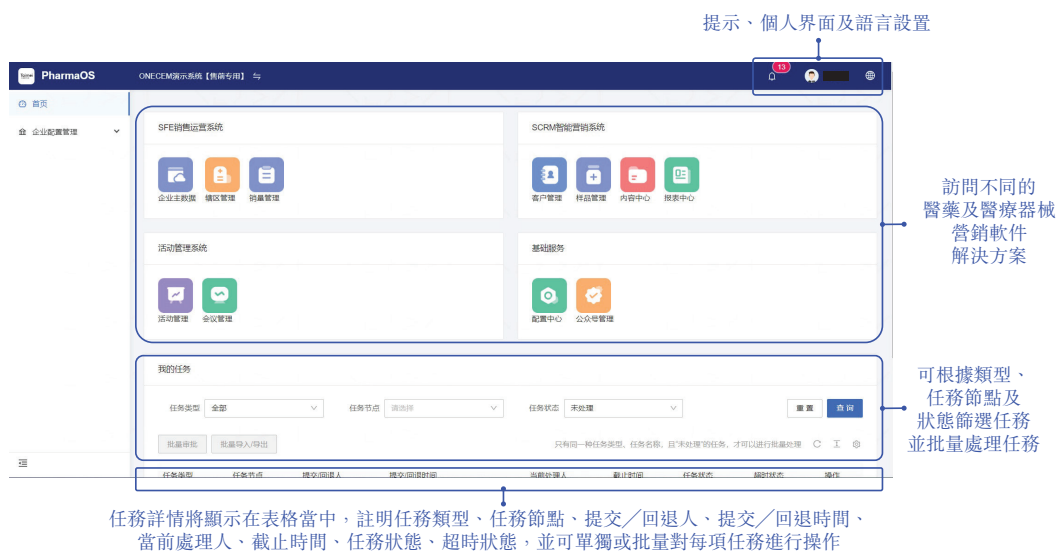 提示、個人界面及語言設置
PharmaOS
ONECEM演示系统【售前专用】
13
首页
企业配置管理
SFE销售运营系统
SCRM智能营销系统
企业主数据 辖区管理 销量管理
客户管理 样品管理 内容中心 报表中心
訪問不同的
醫藥及醫療器械
營銷軟件
解決方案
活动管理系统
基础服务
活动管理 会议管理
配置中心 公众号管理
我的任务
任务类型 全部
任务节点 请选择
任务状态 未处理
重置 查询
批量审批 批量导入/导出
只有同一种任务类型、任务名称、且"未处理"的任务，才可以进行批量处理
可根據類型、
任務節點及
狀態篩選任務
並批量處理任務
任务类型 任务节点 提交/回退人 提交/回退时间 当前处理人 截止时间 任务状态 超时状态 操作
任務詳情將顯示在表格當中，註明任務類型、任務節點、提交／回退人、提交／回退時間、
當前處理人、截止時間、任務狀態、超時狀態，並可單獨或批量對每項任務進行操作